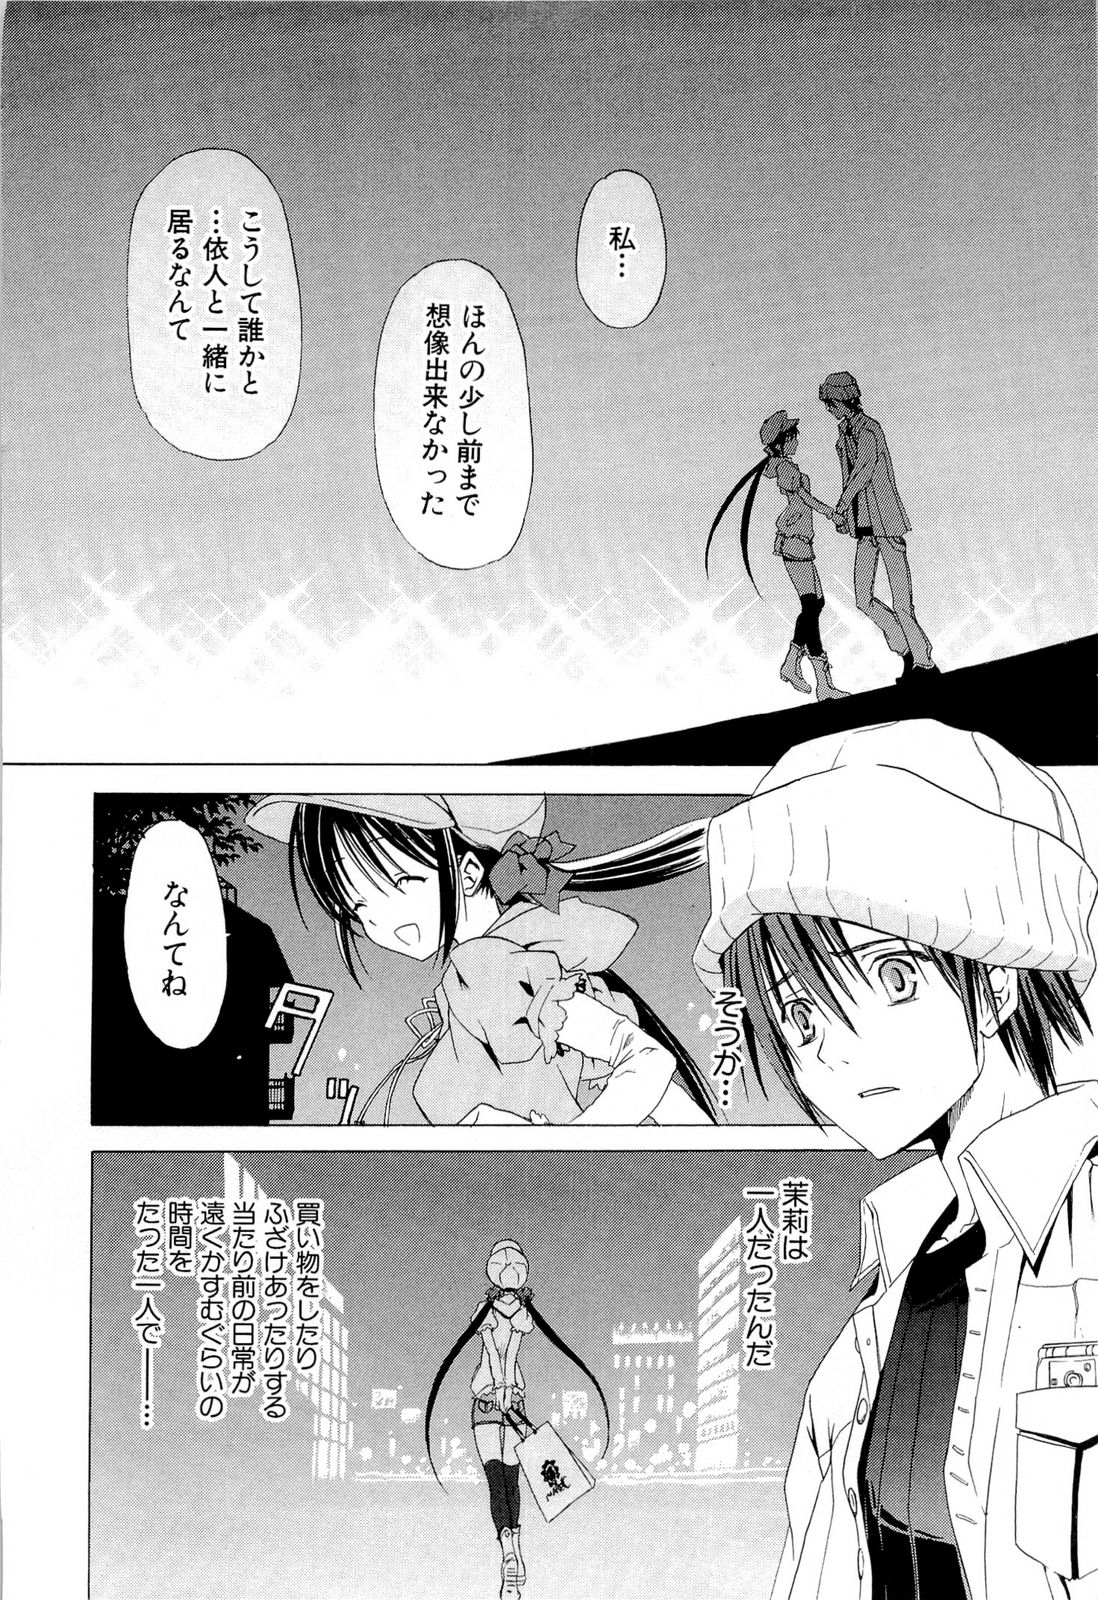 私…
ほんの少し前まで
想像出来なかった
こうして誰かと
…依人と一緒に
居るなんて
なんてね
タッ
そうか…
茉莉は
一人だったんだ
買い物をしたり
ふざけあったりする
当たり前の日常が
遠くかすむぐらいの
時間を
たった一人で――…